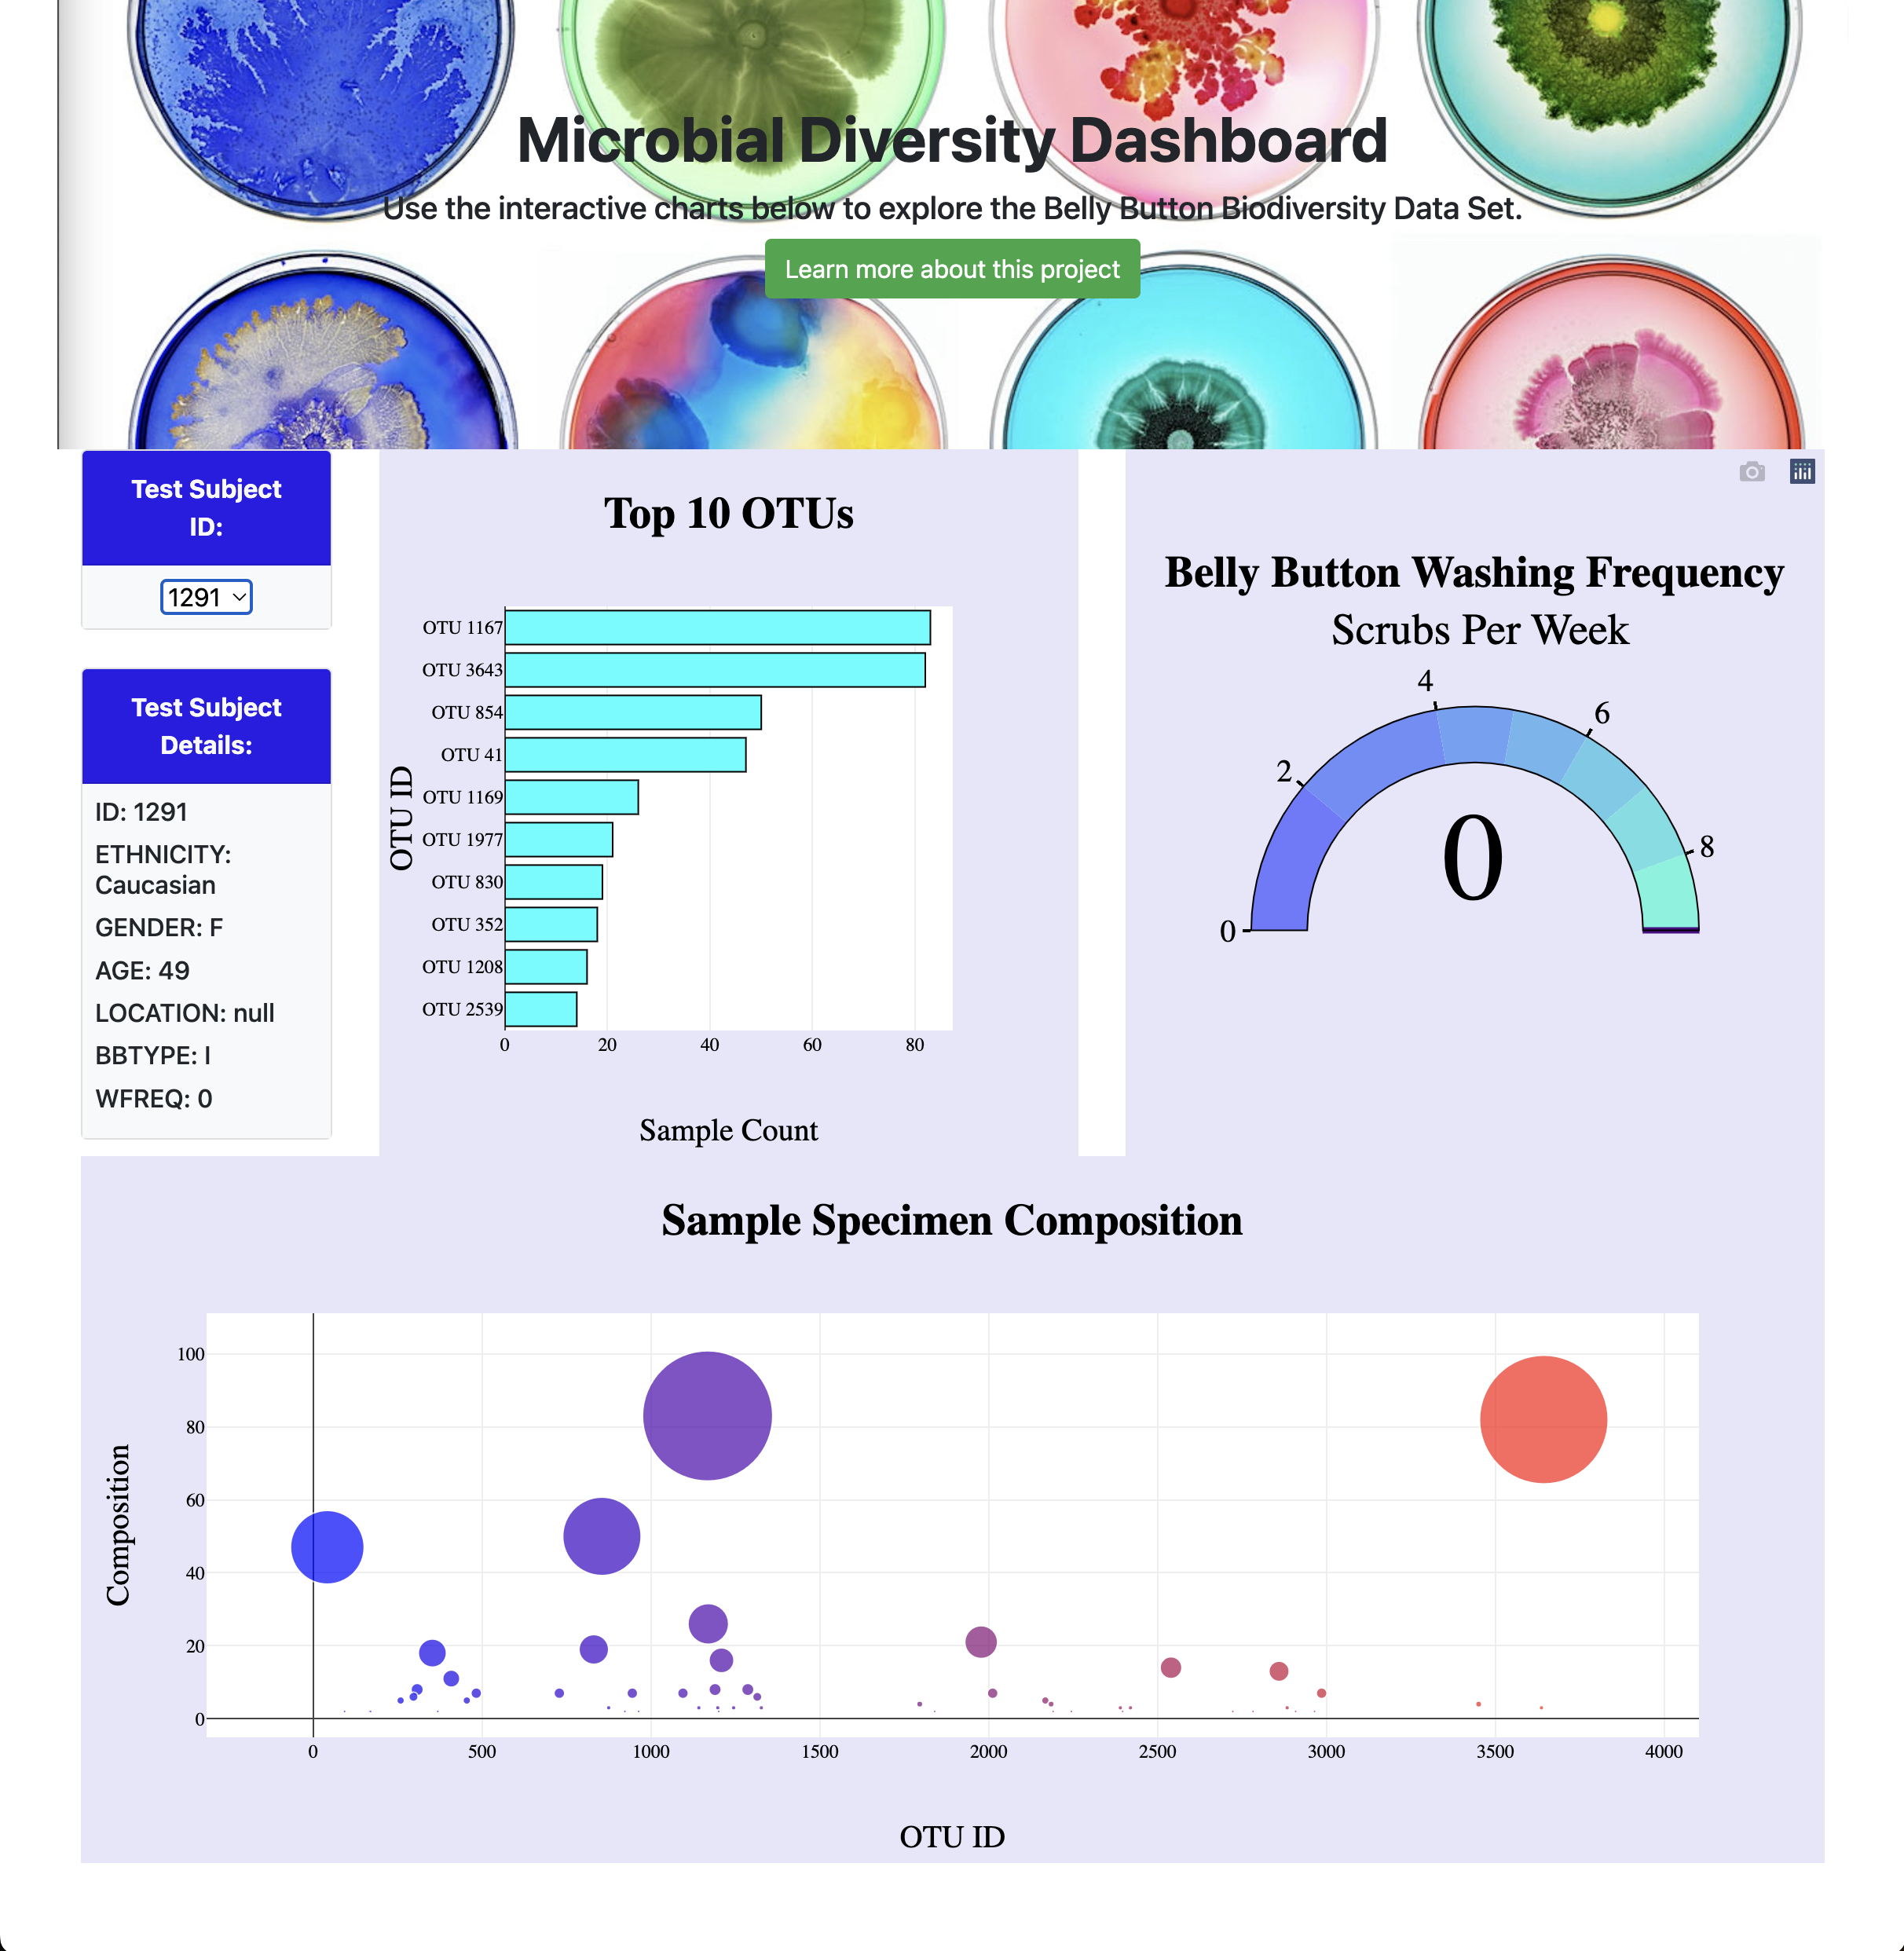 Microbial Diversity Dashboard
Use the interactive charts below to explore the Belly Button Biodiversity Data Set.
Learn more about this project
Test Subject
ID:
1291
Test Subject
Details:
ID: 1291
ETHNICITY:
Caucasian
GENDER: F
AGE: 49
LOCATION: null
BBTYPE: I
WFREQ: 0
Top 10 OTUs
OTU ID
OTU 1167
OTU 3643
OTU 854
OTU 41
OTU 1169
OTU 1977
OTU 830
OTU 352
OTU 1208
OTU 2539
0 20 40 60 80
Sample Count
Belly Button Washing Frequency
Scrubs Per Week
0
2
4
6
8
0
Sample Specimen Composition
Composition
100
80
60
40
20
0
0 500 1000 1500 2000 2500 3000 3500 4000
OTU ID